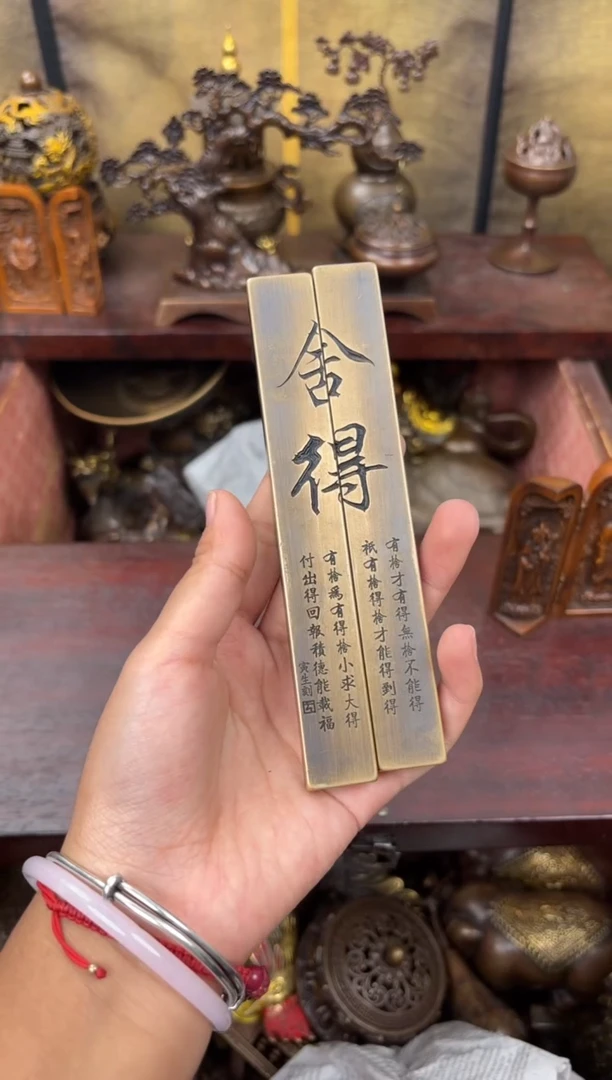 舍
得
有捨才有得無捨不能得
祇有捨得捨才能得到得
有捨為有得捨小求大得
付出得回報積德能載福
寅生刻